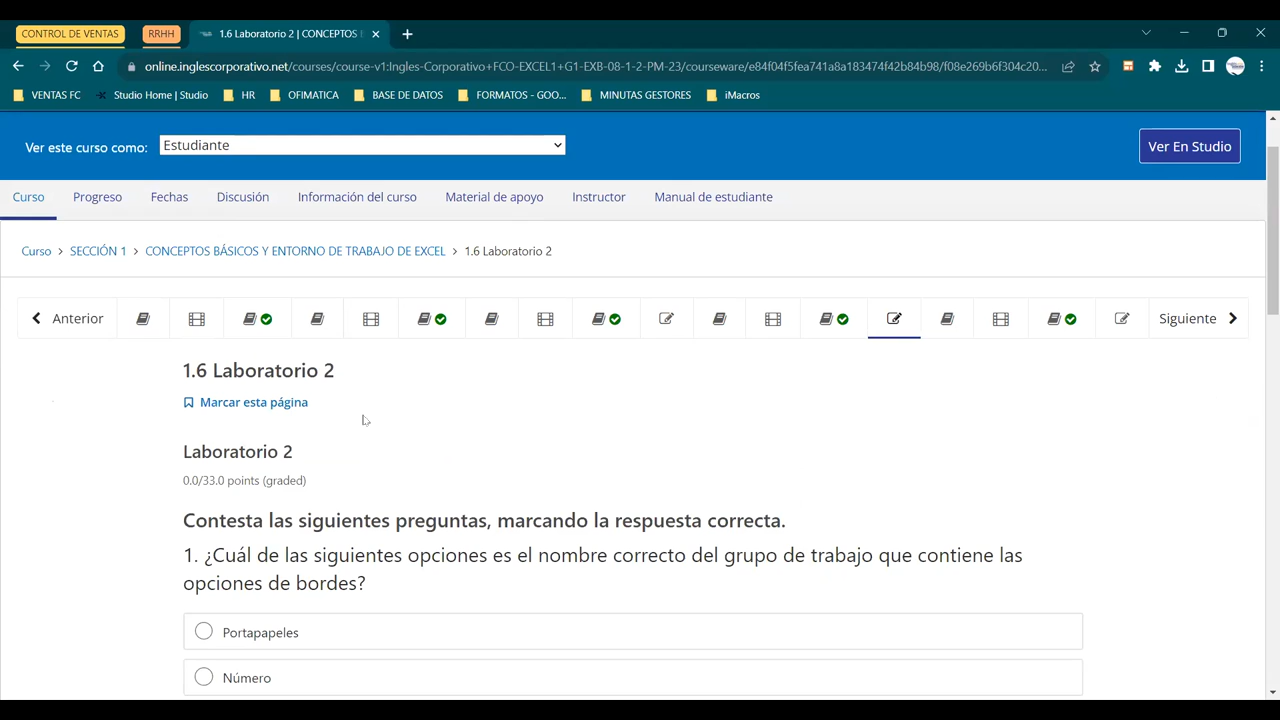 CONTROL DE VENTAS
RRHH
1.6 Laboratorio 2 | CONCEPTOS
online.inglescorporativo.net/courses/course-v1:Ingles-Corporativo+FCO-EXCEL1+G1-EXB-08-1-2-PM-23/courseware/e84f04f5fea741a8a183474f42b84b98/f08e269b6f304c20...
VENTAS FC
Studio Home | Studio
HR
OFIMATICA
BASE DE DATOS
FORMATOS - GOO...
MINUTAS GESTORES
iMacros
Ver este curso como:
Estudiante
Ver En Studio
Curso
Progreso
Fechas
Discusión
Información del curso
Material de apoyo
Instructor
Manual de estudiante
Curso > SECCIÓN 1 > CONCEPTOS BÁSICOS Y ENTORNO DE TRABAJO DE EXCEL > 1.6 Laboratorio 2
Anterior
Siguiente
1.6 Laboratorio 2
Marcar esta página
Laboratorio 2
0.0/33.0 points (graded)
Contesta las siguientes preguntas, marcando la respuesta correcta.
1. ¿Cuál de las siguientes opciones es el nombre correcto del grupo de trabajo que contiene las
opciones de bordes?
Portapapeles
Número